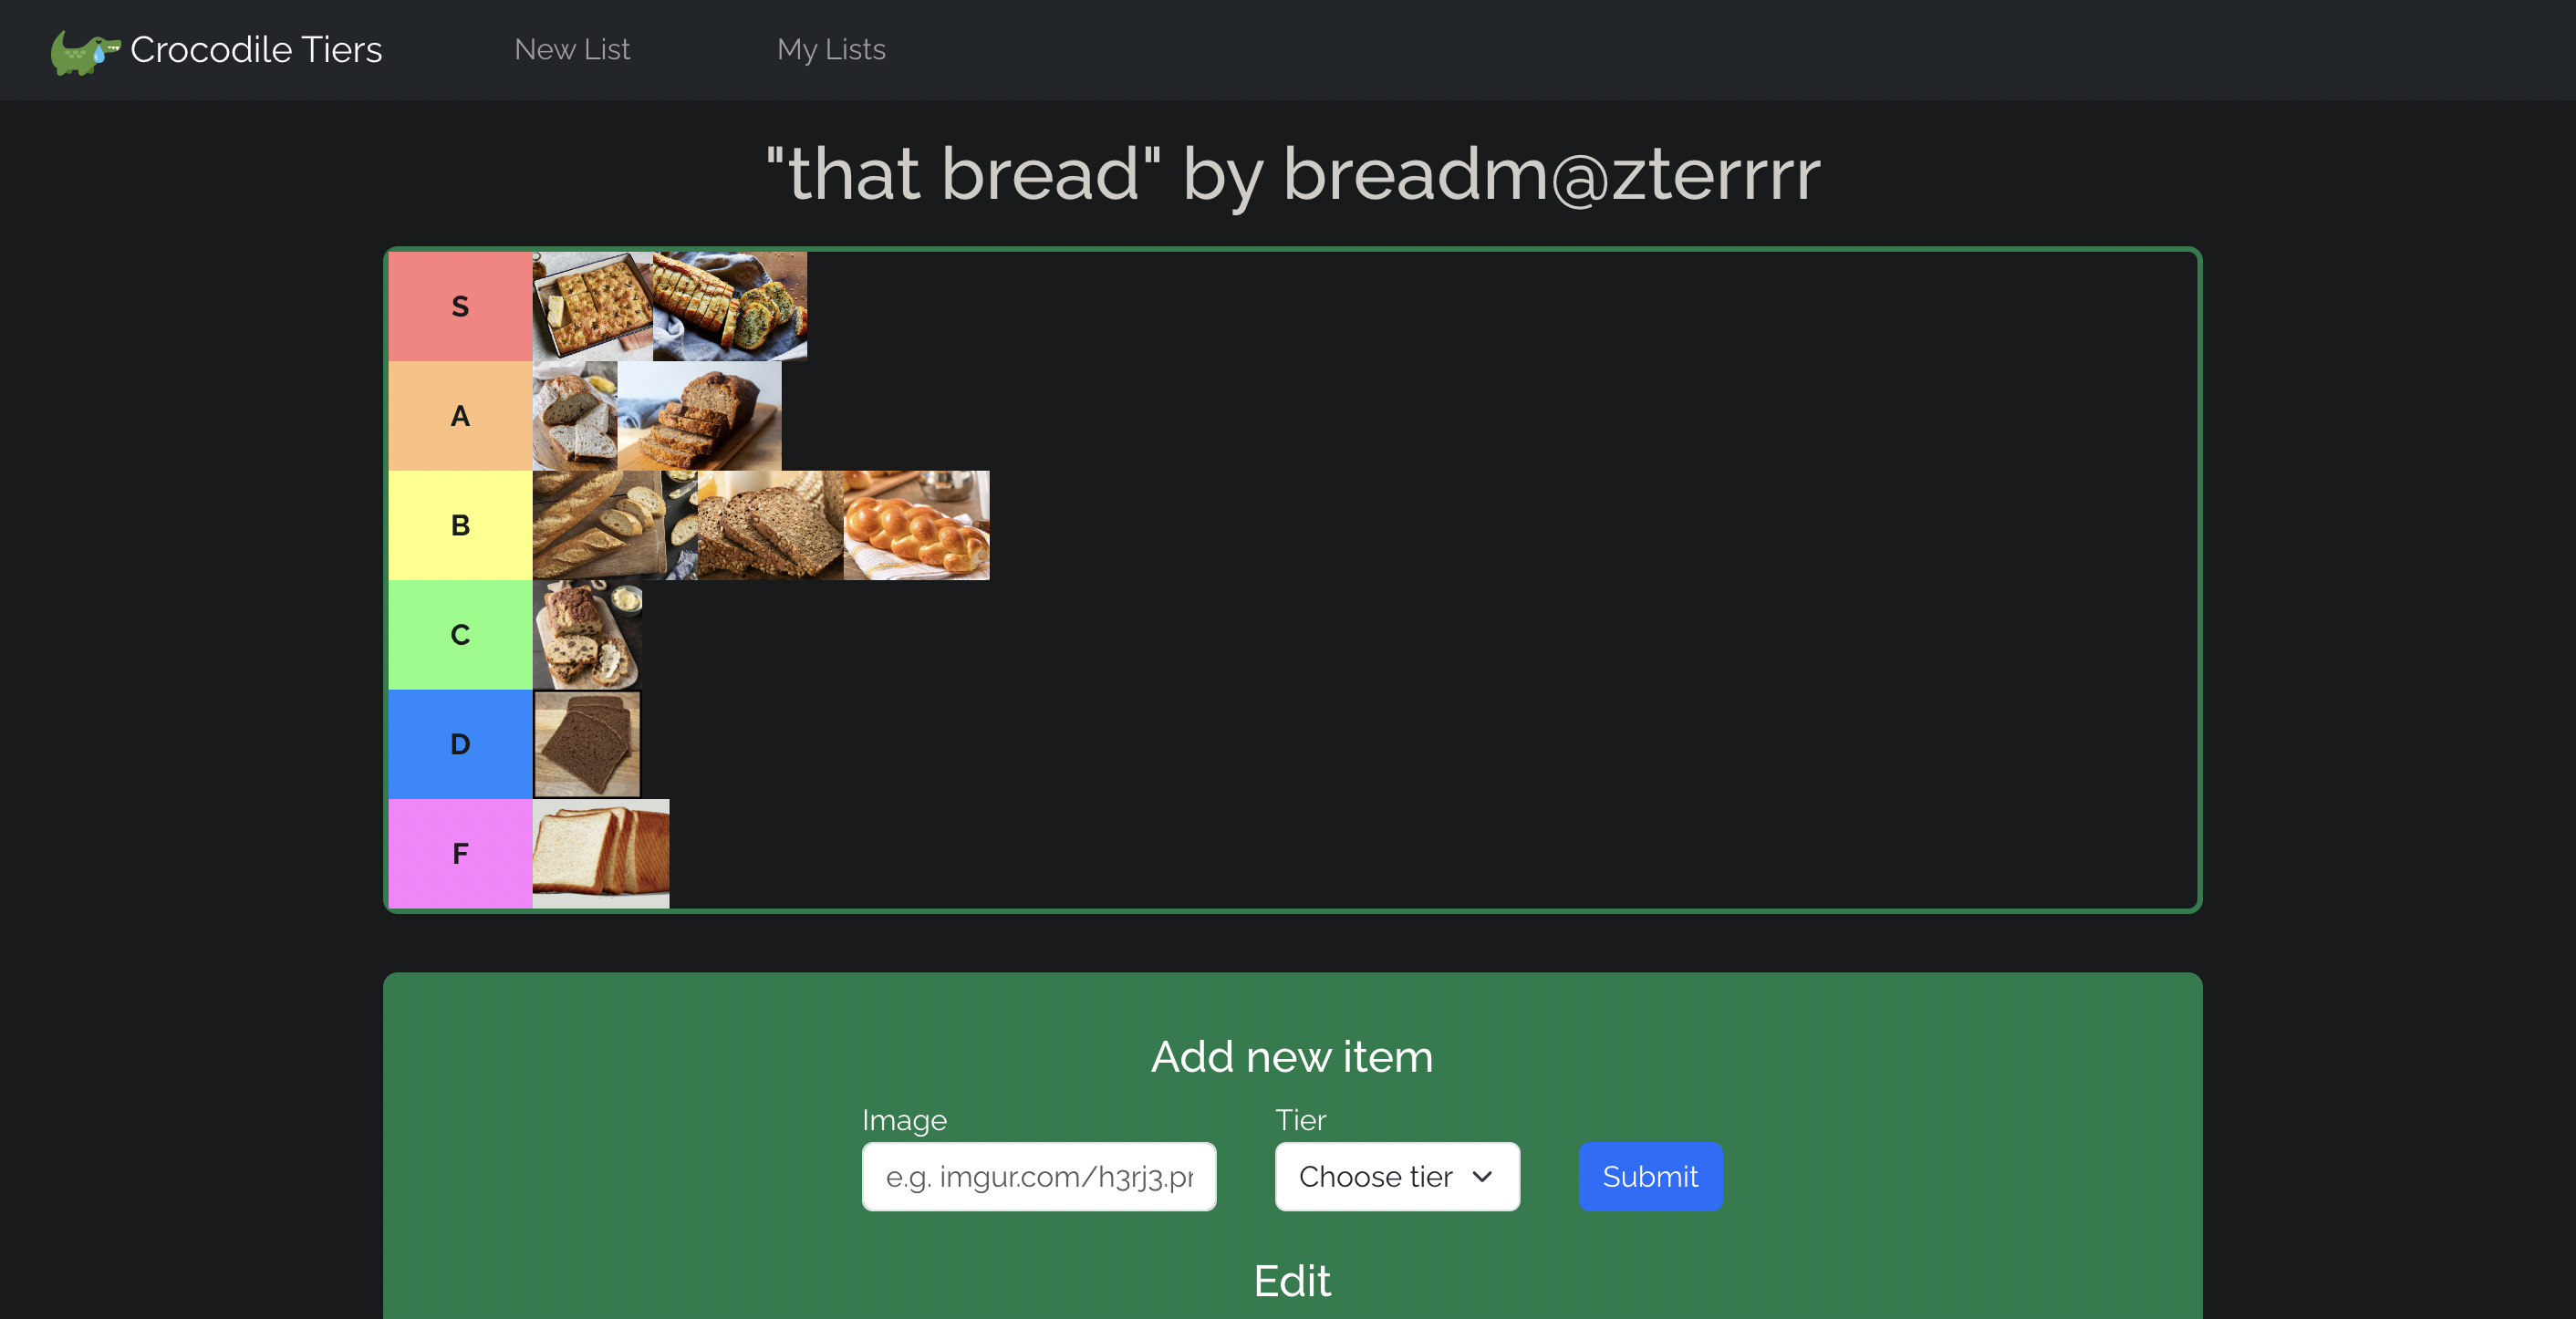 Crocodile Tiers New List My Lists
"that bread" by breadm@zterrrr
S
A
B
C
D
F
Add new item
Image Tier
e.g. imgur.com/h3rj3.pr Choose tier Submit
Edit